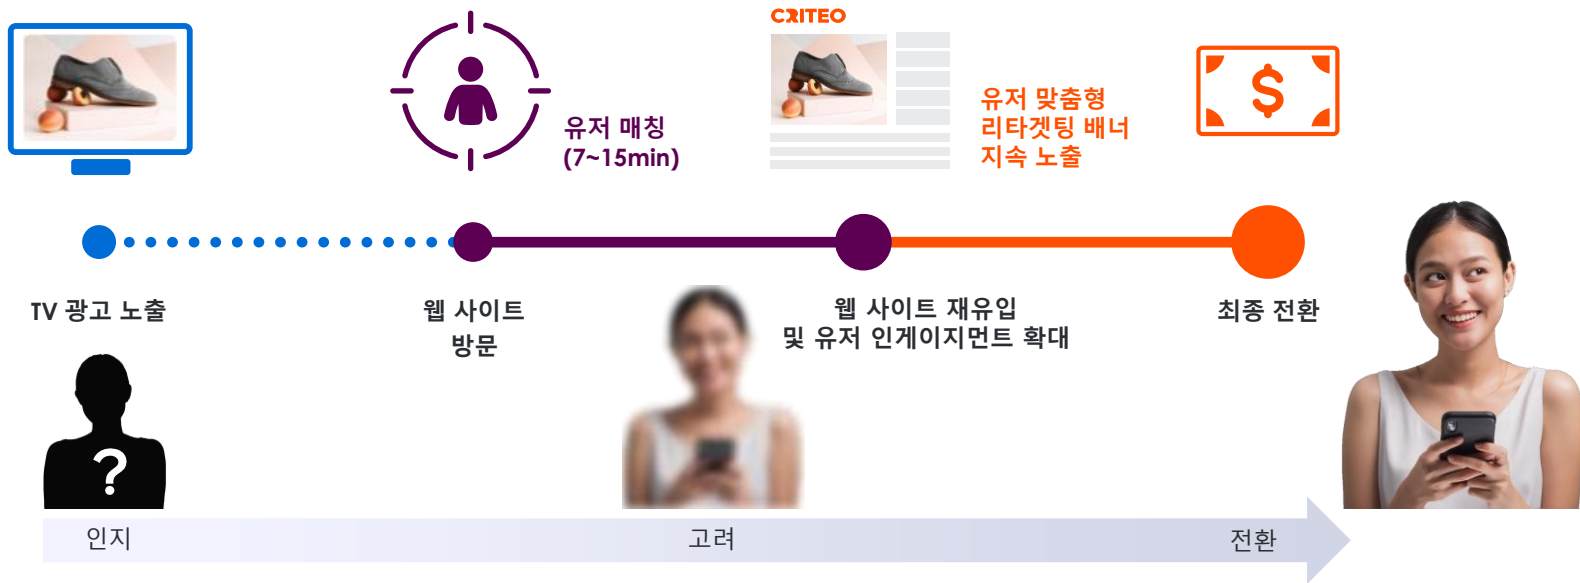 CRITEO
유저 매칭
(7~15min)
유저 맞춤형
리타겟팅 배너
지속 노출
$
TV 광고 노출
웹 사이트
방문
웹 사이트 재유입
및 유저 인게이지먼트 확대
최종 전환
?
인지
고려
전환